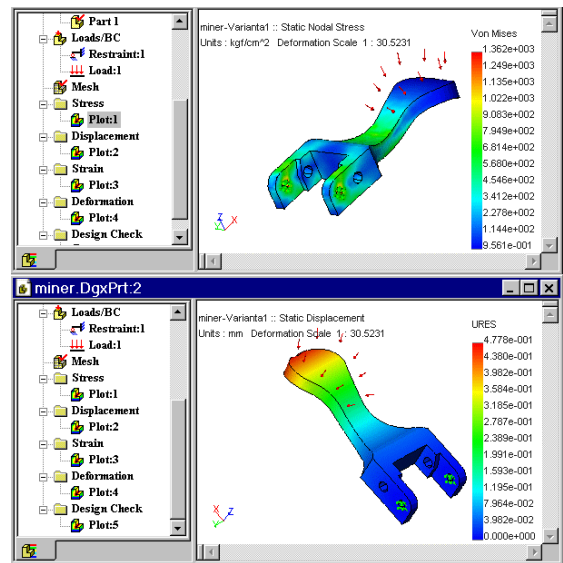 Part 1
Loads/BC
Restraint:1
Load:1
Mesh
Stress
Plot:1
Displacement
Plot:2
Strain
Plot:3
Deformation
Plot:4
Design Check
miner-Varianta1 :: Static Nodal Stress
Units : kgf/cm^2 Deformation Scale 1 : 30.5231
Von Mises
1.362e+003
1.249e+003
1.135e+003
1.022e+003
9.083e+002
7.949e+002
6.814e+002
5.680e+002
4.546e+002
3.412e+002
2.278e+002
1.144e+002
9.561e-001
Z
Y
X
miner.DgxPrt:2
Loads/BC
Restraint:1
Load:1
Mesh
Stress
Plot:1
Displacement
Plot:2
Strain
Plot:3
Deformation
Plot:4
Design Check
Plot:5
miner-Varianta1 :: Static Displacement
Units : mm Deformation Scale 1 : 30.5231
URES
4.778e-001
4.380e-001
3.982e-001
3.584e-001
3.185e-001
2.787e-001
2.389e-001
1.991e-001
1.593e-001
1.195e-001
7.964e-002
3.982e-002
0.000e+000
X
Z
Y